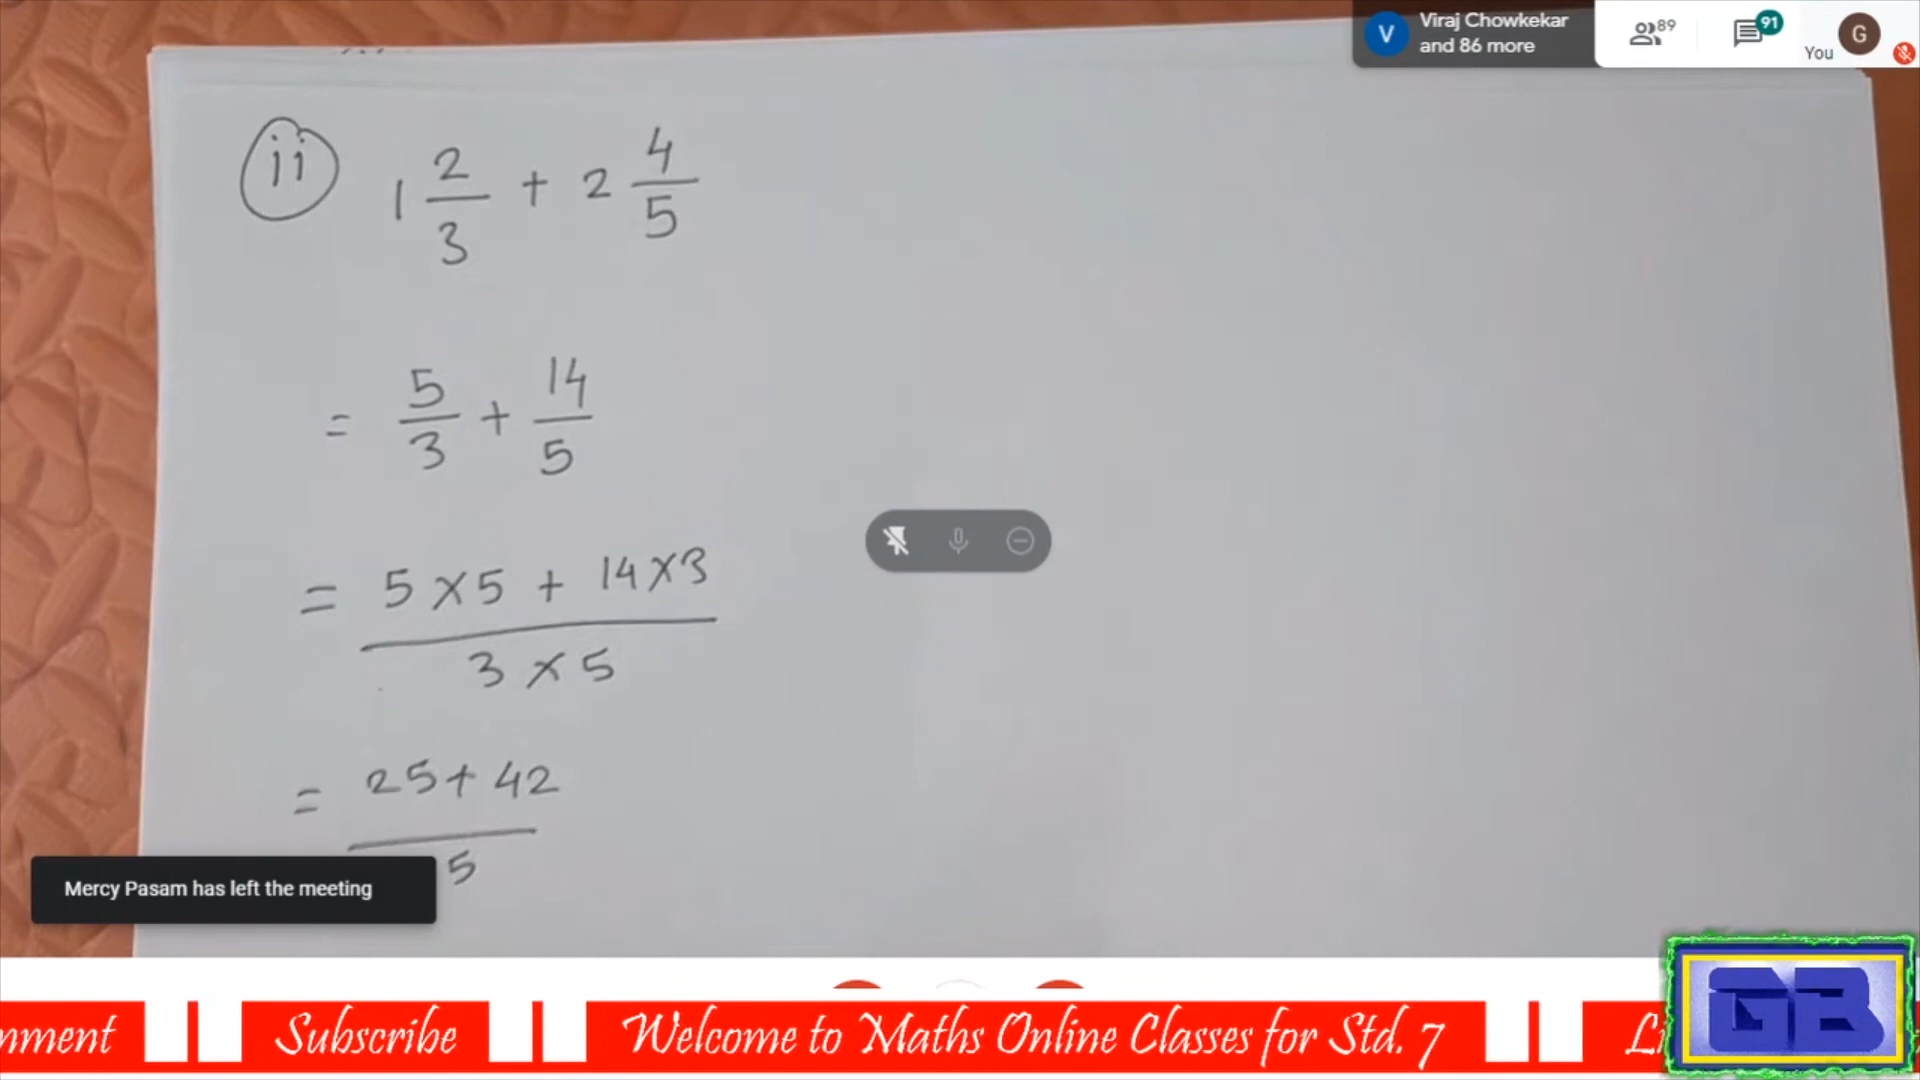 Viraj Chowkekar
and 86 more
89
91
V
G
You
ii 1 2/3 + 2 4/5
= 5/3 + 14/5
= 5 × 5 + 14 × 3
3 × 5
= 25 + 42
5
Mercy Pasam has left the meeting
Subscribe
Welcome to Maths Online Classes for Std. 7
GB